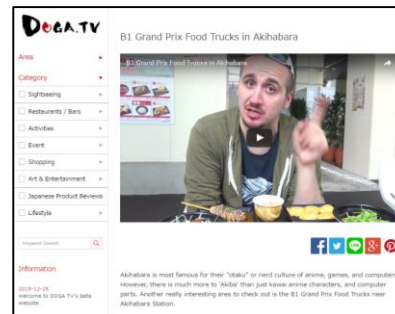 DOGA.TV
Area
Category
Sightseeing
Restaurants / Bars
Activities
Event
Shopping
Art & Entertainment
Japanese Product Reviews
Lifestyle
Keyword Search
Information
Welcome to DOGA TV's Beta
website
B1 Grand Prix Food Trucks in Akihabara
B1 Grand Prix Food Trucks in Akihabara
Akihabara is most famous for their "otaku" or nerd culture of anime, games, and computers.
However, there is much more to 'Akiba' than just kawaii anime characters, and computer
parts. Another really interesting area to check out is the B1 Grand Prix Food Trucks near
Akihabara Station.